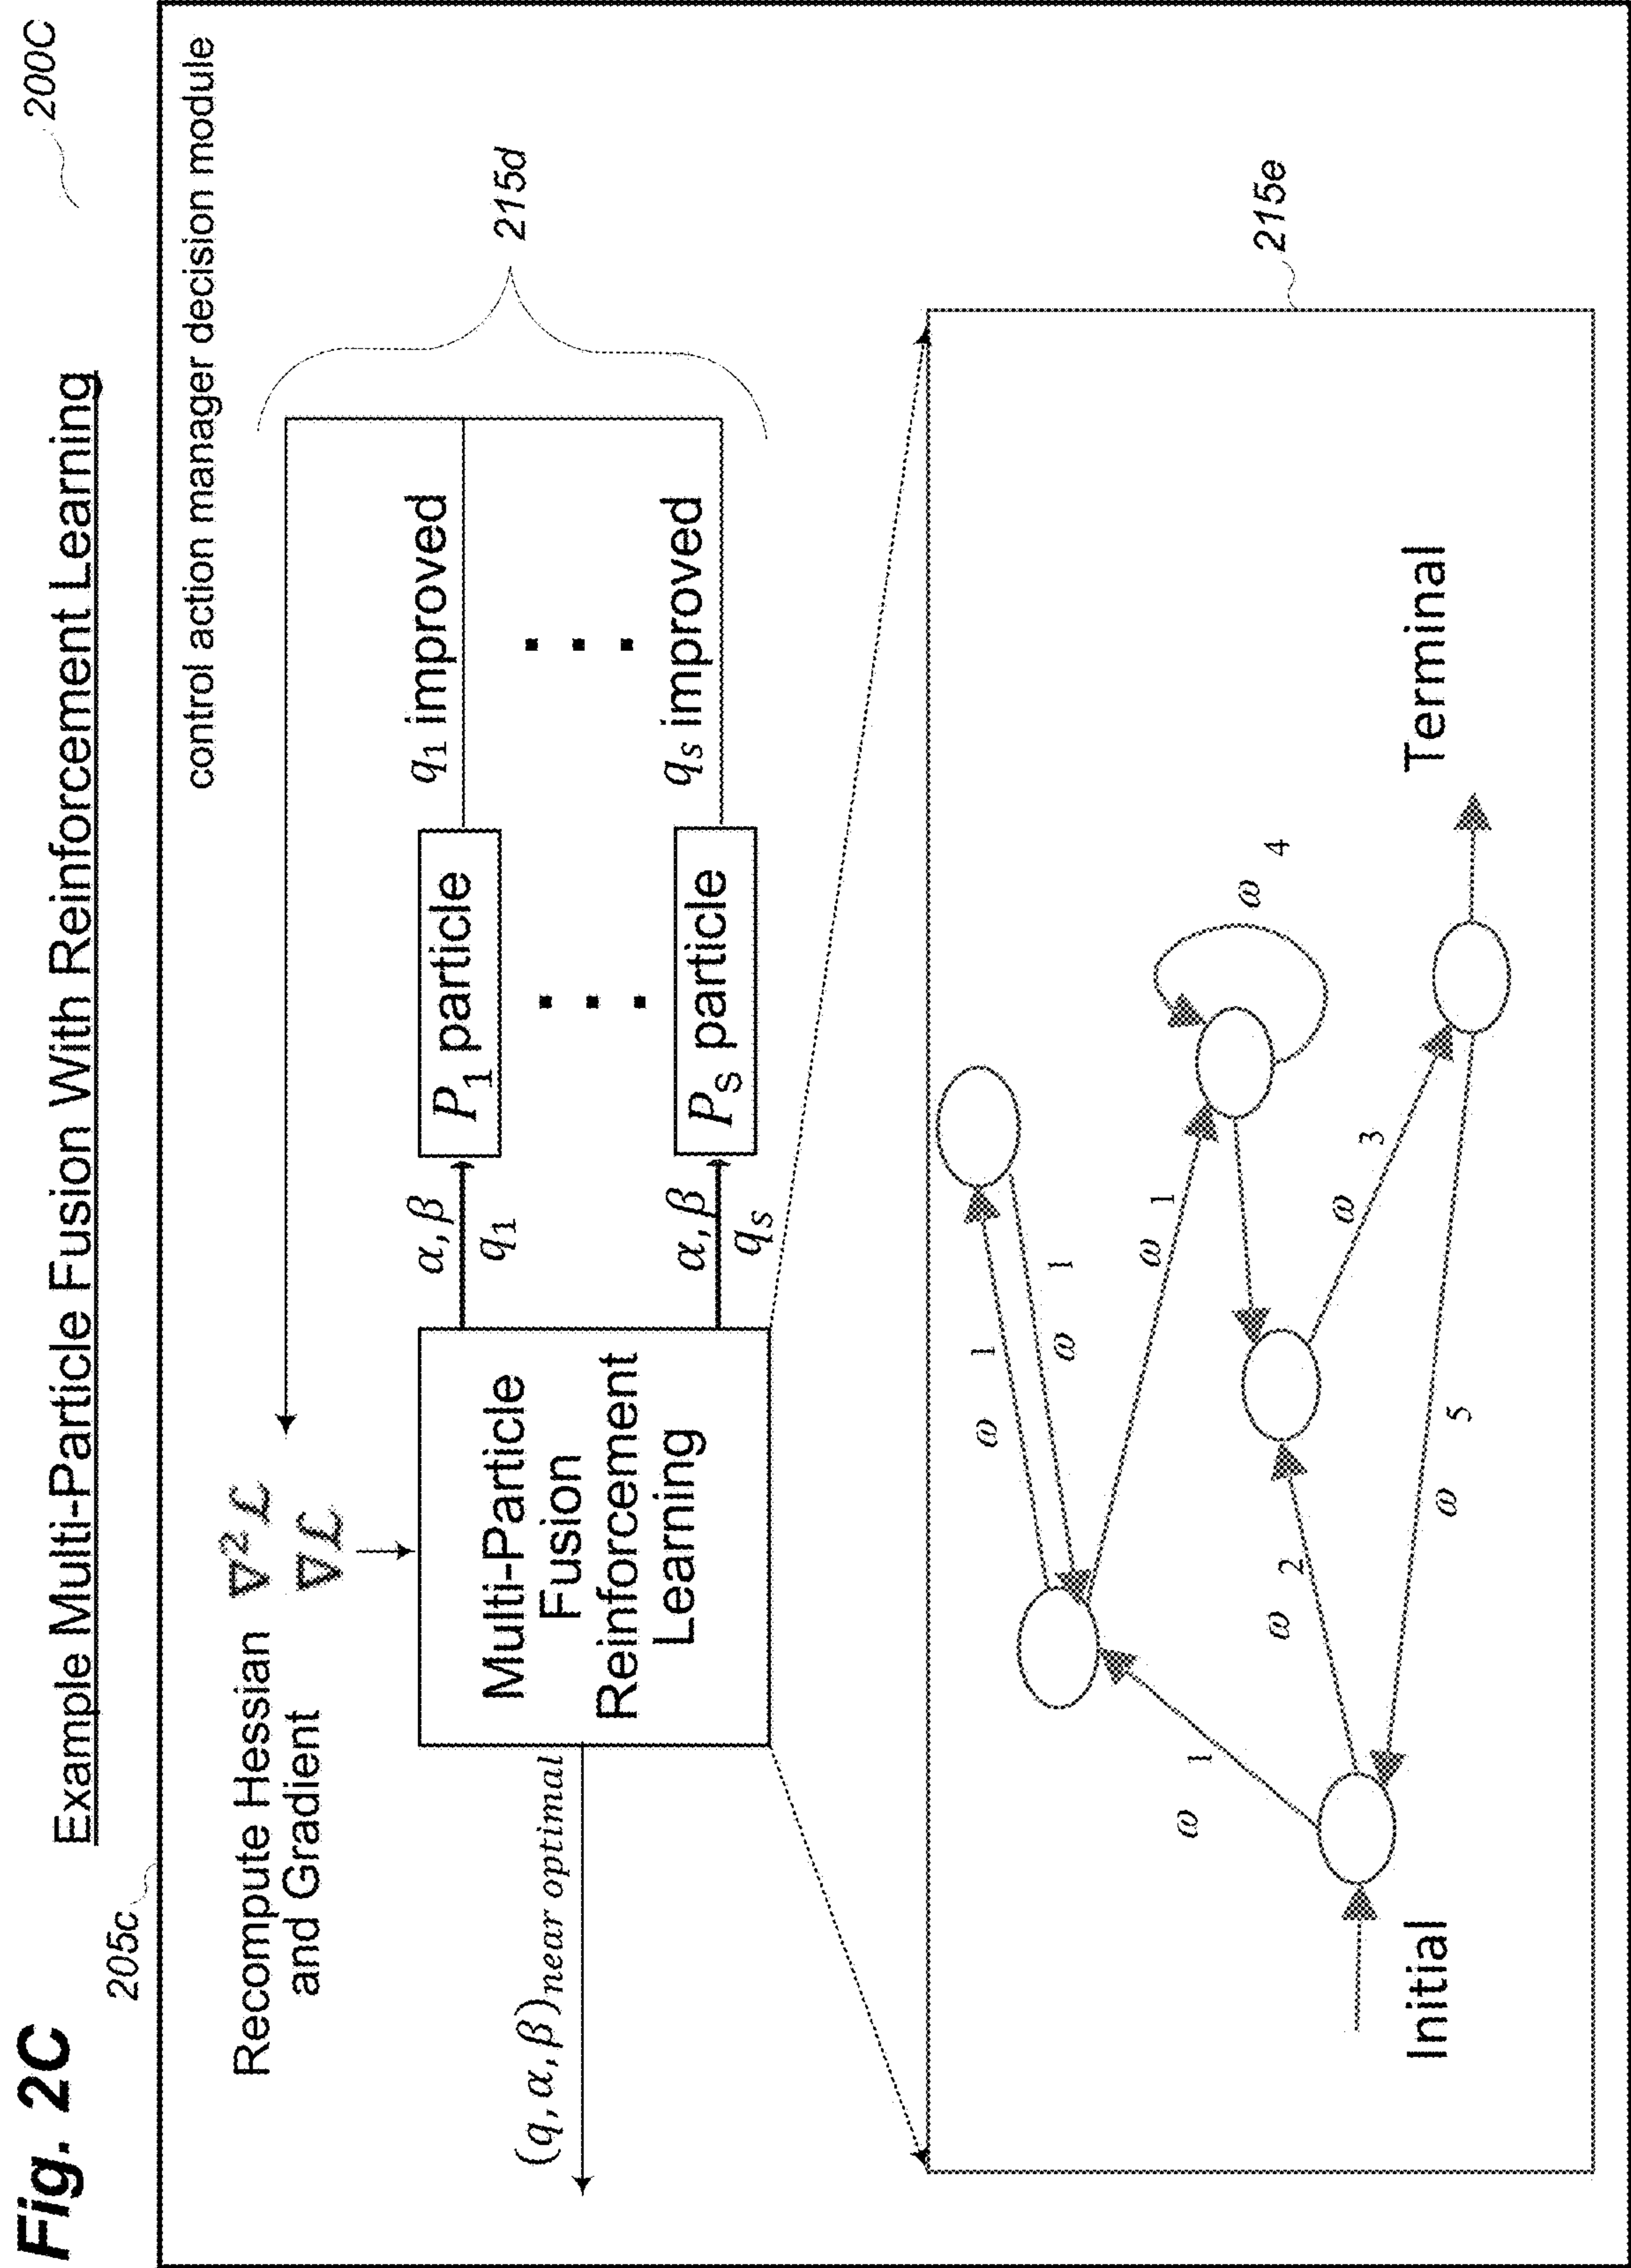 Fig. 2C
Example Multi-Particle Fusion With Reinforcement Learning
200C
205c
control action manager decision module
Recompute Hessian ∇²ℒ
and Gradient ∇ℒ
(q, α, β)near optimal
Multi-Particle
Fusion
Reinforcement
Learning
α, β
q₁
P₁ particle
q₁ improved
α, β
qₛ
Pₛ particle
qₛ improved
215d
215e
ω 1
ω 1
ω 1
ω 1
ω 4
ω 2
ω 3
ω 5
Initial
Terminal